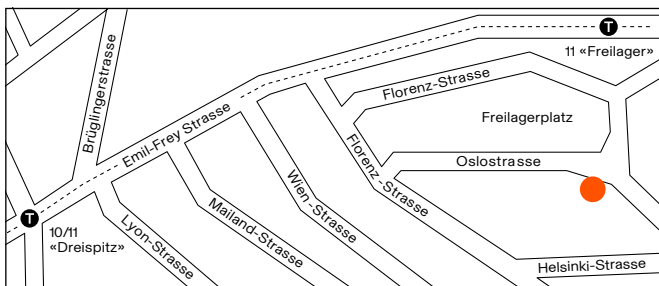 T
11 «Freilager»
Florenz-Strasse
Brüglingerstrasse
Freilagerplatz
Emil-Frey Strasse
Florenz-Strasse
Oslostrasse
Wien-Strasse
Mailand-Strasse
T
10/11
«Dreispitz»
Lyon-Strasse
Helsinki-Strasse